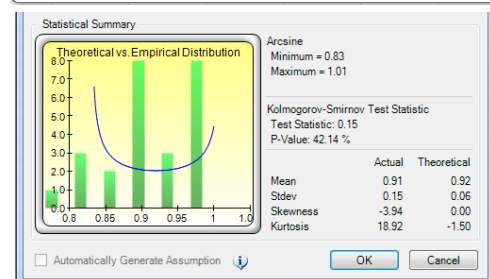 Statistical Summary
Theoretical vs. Empirical Distribution
8.0
7.0
6.0
5.0
4.0
3.0
2.0
1.0
0.0
0.8 0.85 0.9 0.95 1 1.0
Arcsine
Minimum = 0.83
Maximum = 1.01
Kolmogorov-Smirnov Test Statistic
Test Statistic: 0.15
P-Value: 42.14 %
Actual Theoretical
Mean 0.91 0.92
Stdev 0.15 0.06
Skewness -3.94 0.00
Kurtosis 18.92 -1.50
Automatically Generate Assumption
OK Cancel